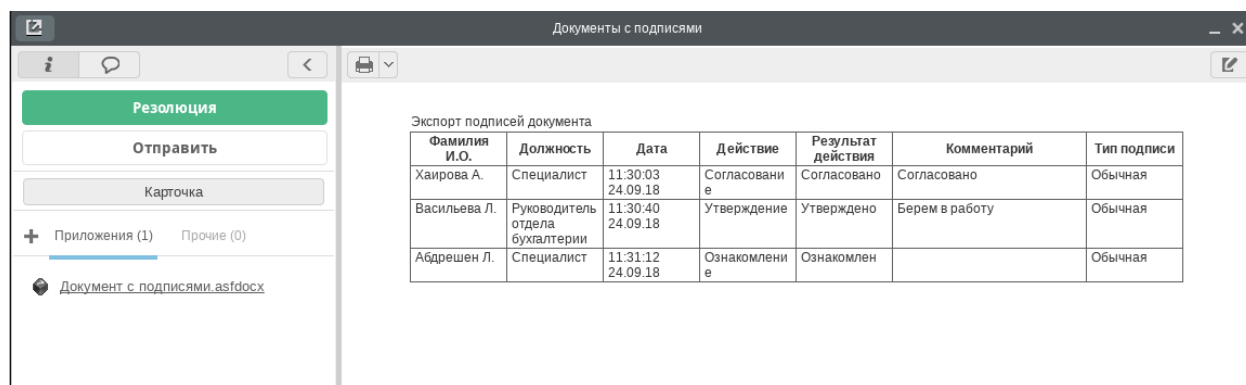 Документы с подписями
Резолюция
Отправить
Карточка
Приложения (1) Прочие (0)
Документ с подписями.asfdocx
Экспорт подписей документа
Фамилия И.О. Должность Дата Действие Результат действия Комментарий Тип подписи
Хаирова А. Специалист 11:30:03 24.09.18 Согласовани е Согласовано Согласовано Обычная
Васильева Л. Руководитель отдела бухгалтерии 11:30:40 24.09.18 Утверждение Утверждено Берем в работу Обычная
Абдрешен Л. Специалист 11:31:12 24.09.18 Ознакомлени е Ознакомлен Обычная